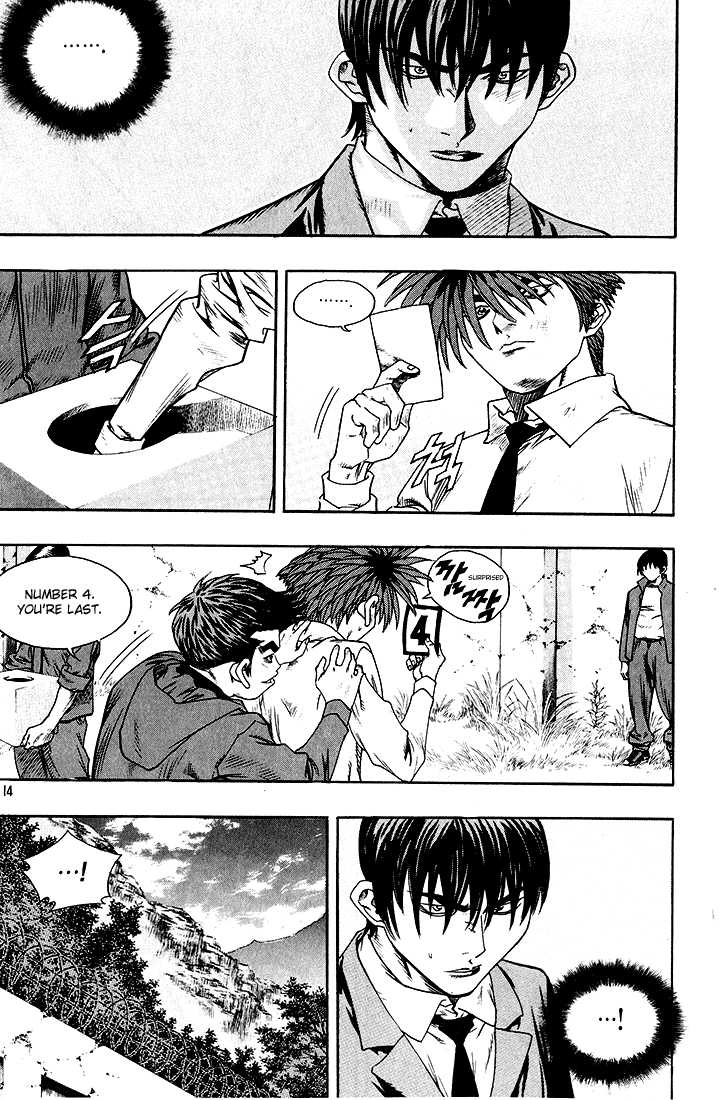 .......
.......
NUMBER 4.
YOU'RE LAST.
SURPRISED
4
14
...!
...!